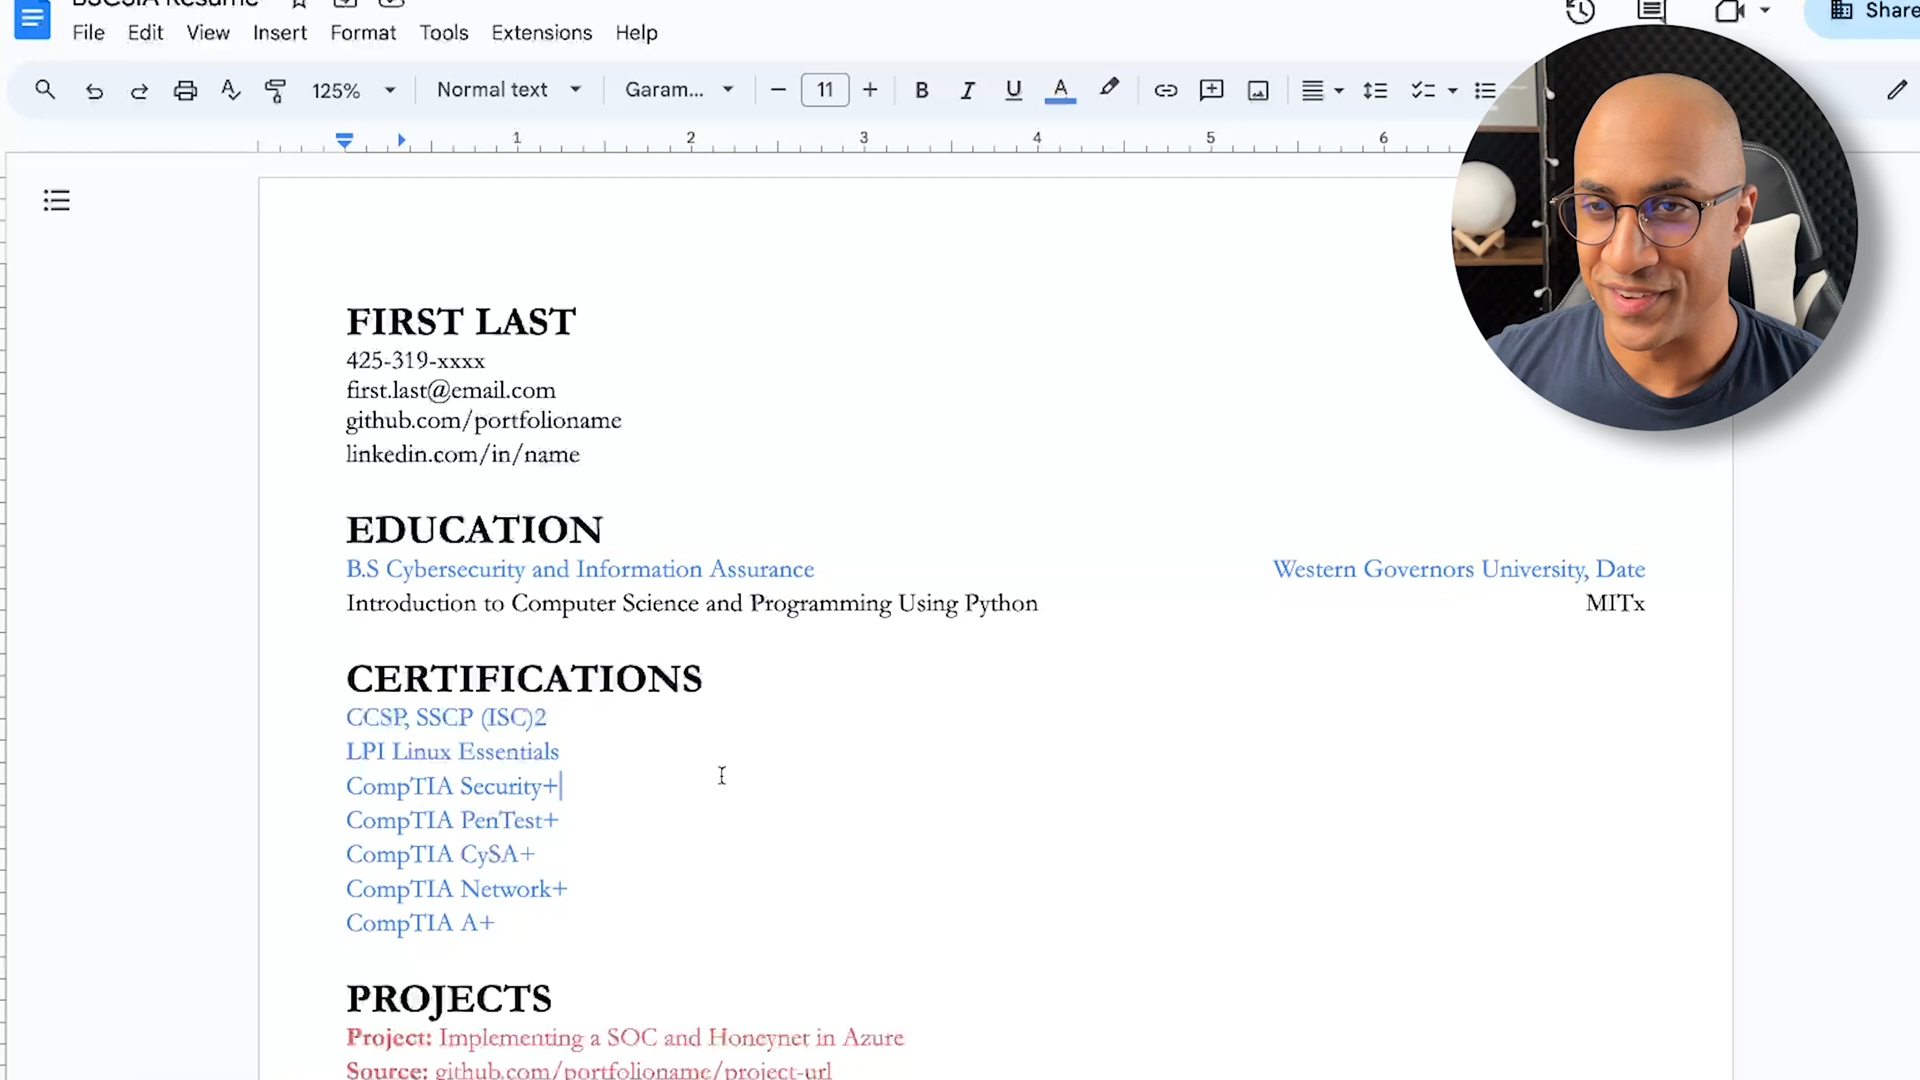 BSCSIA Resume
Share
File Edit View Insert Format Tools Extensions Help
125% Normal text Garam... 11 B I U A
1 2 3 4 5 6
FIRST LAST
425-319-xxxx
first.last@email.com
github.com/portfolioname
linkedin.com/in/name
EDUCATION
B.S Cybersecurity and Information Assurance Western Governors University, Date
Introduction to Computer Science and Programming Using Python MITx
CERTIFICATIONS
CCSP, SSCP (ISC)2
LPI Linux Essentials
CompTIA Security+
CompTIA PenTest+
CompTIA CySA+
CompTIA Network+
CompTIA A+
PROJECTS
Project: Implementing a SOC and Honeynet in Azure
Source: github.com/portfolioname/project-url